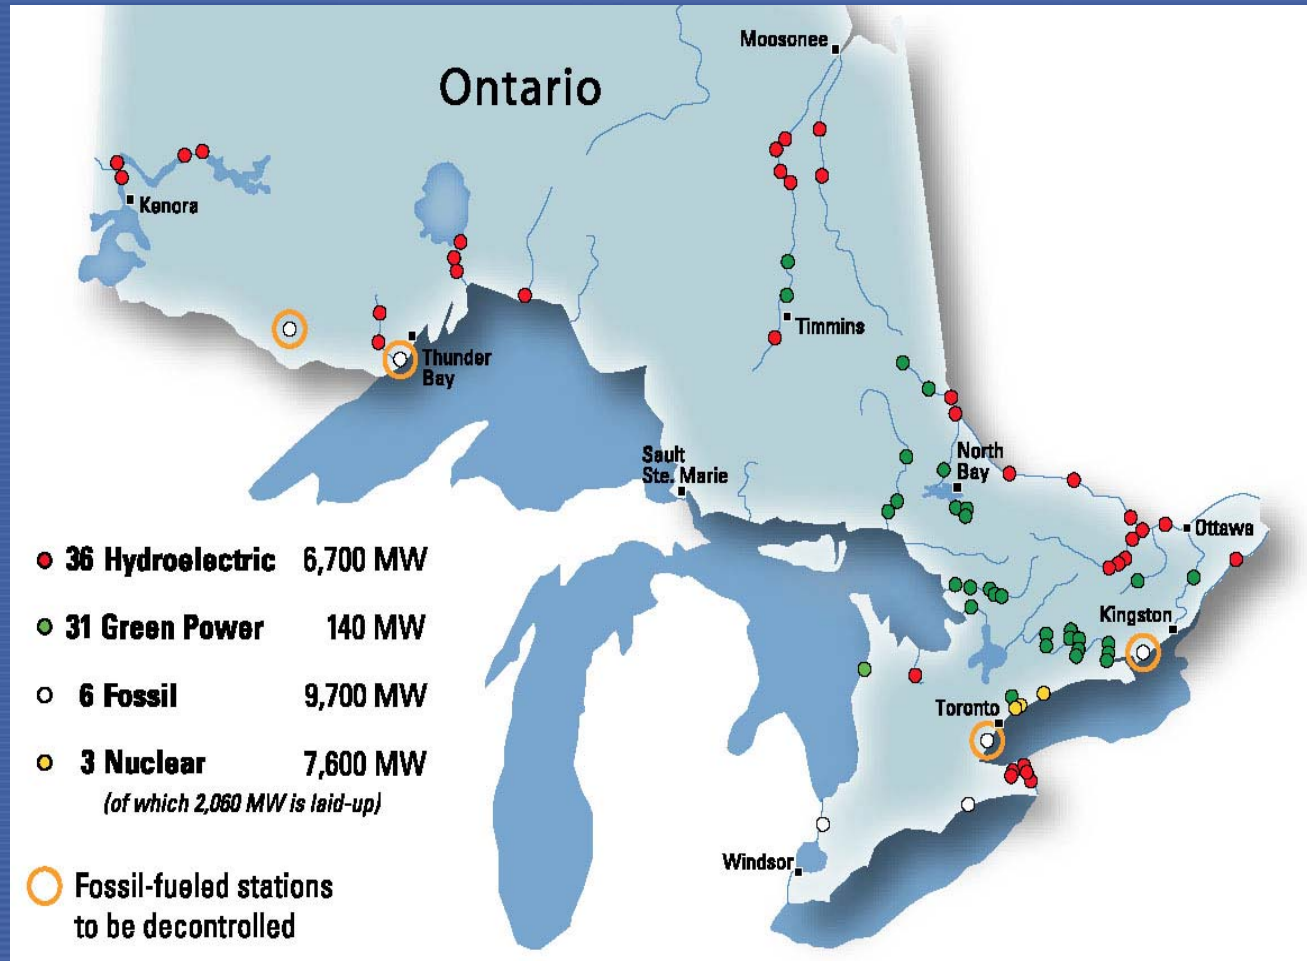 Moosonee
Ontario
Kenora
Timmins
Thunder
Bay
Sault
Ste. Marie
North
Bay
Ottawa
Kingston
Toronto
Windsor
36 Hydroelectric 6,700 MW
31 Green Power 140 MW
6 Fossil 9,700 MW
3 Nuclear 7,600 MW
(of which 2,060 MW is laid-up)
Fossil-fueled stations
to be decontrolled